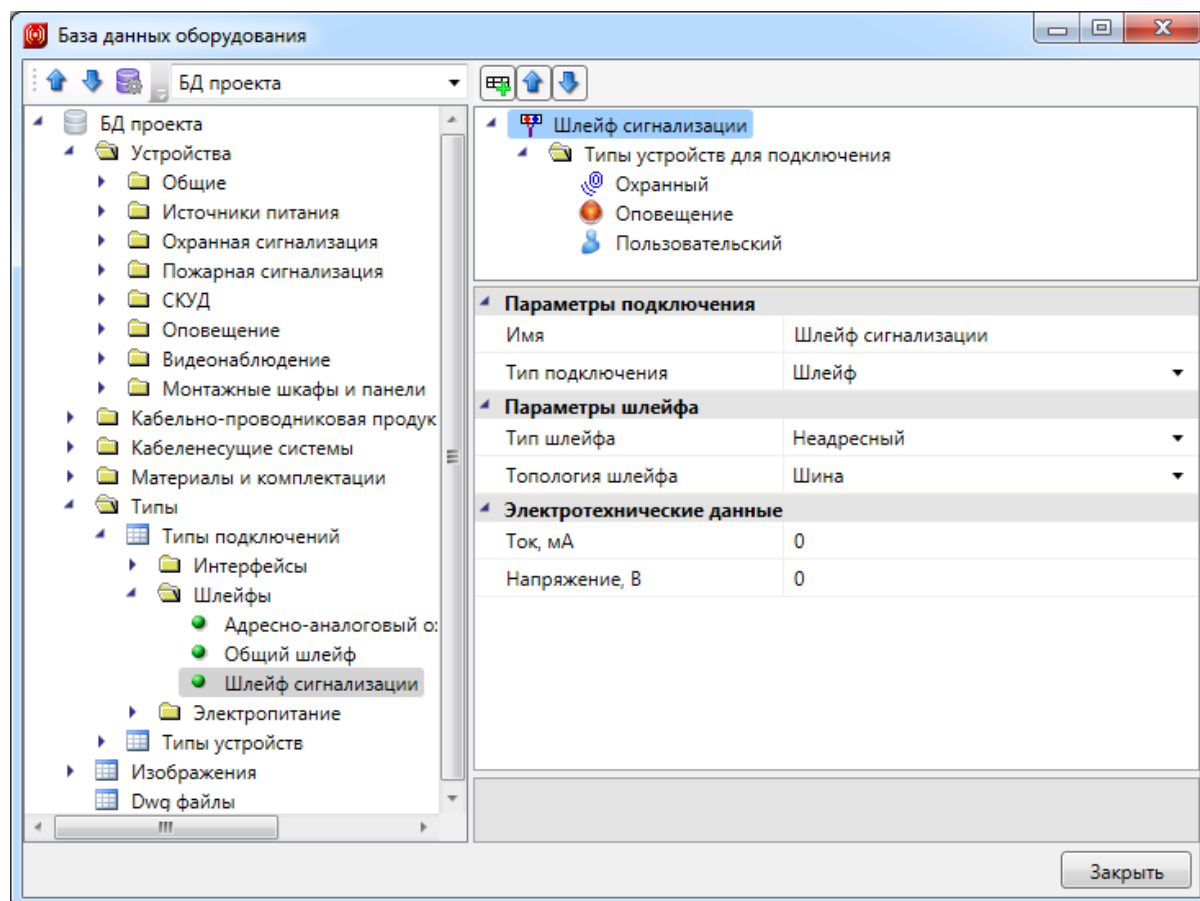 База данных оборудования
БД проекта
БД проекта
Устройства
Общие
Источники питания
Охранная сигнализация
Пожарная сигнализация
СКУД
Оповещение
Видеонаблюдение
Монтажные шкафы и панели
Кабельно-проводниковая продук
Кабеленесущие системы
Материалы и комплектации
Типы
Типы подключений
Интерфейсы
Шлейфы
Адресно-аналоговый о
Общий шлейф
Шлейф сигнализации
Электропитание
Типы устройств
Изображения
Dwg файлы
Шлейф сигнализации
Типы устройств для подключения
Охранный
Оповещение
Пользовательский
Параметры подключения
Имя Шлейф сигнализации
Тип подключения Шлейф
Параметры шлейфа
Тип шлейфа Неадресный
Топология шлейфа Шина
Электротехнические данные
Ток, мА 0
Напряжение, В 0
Закрыть